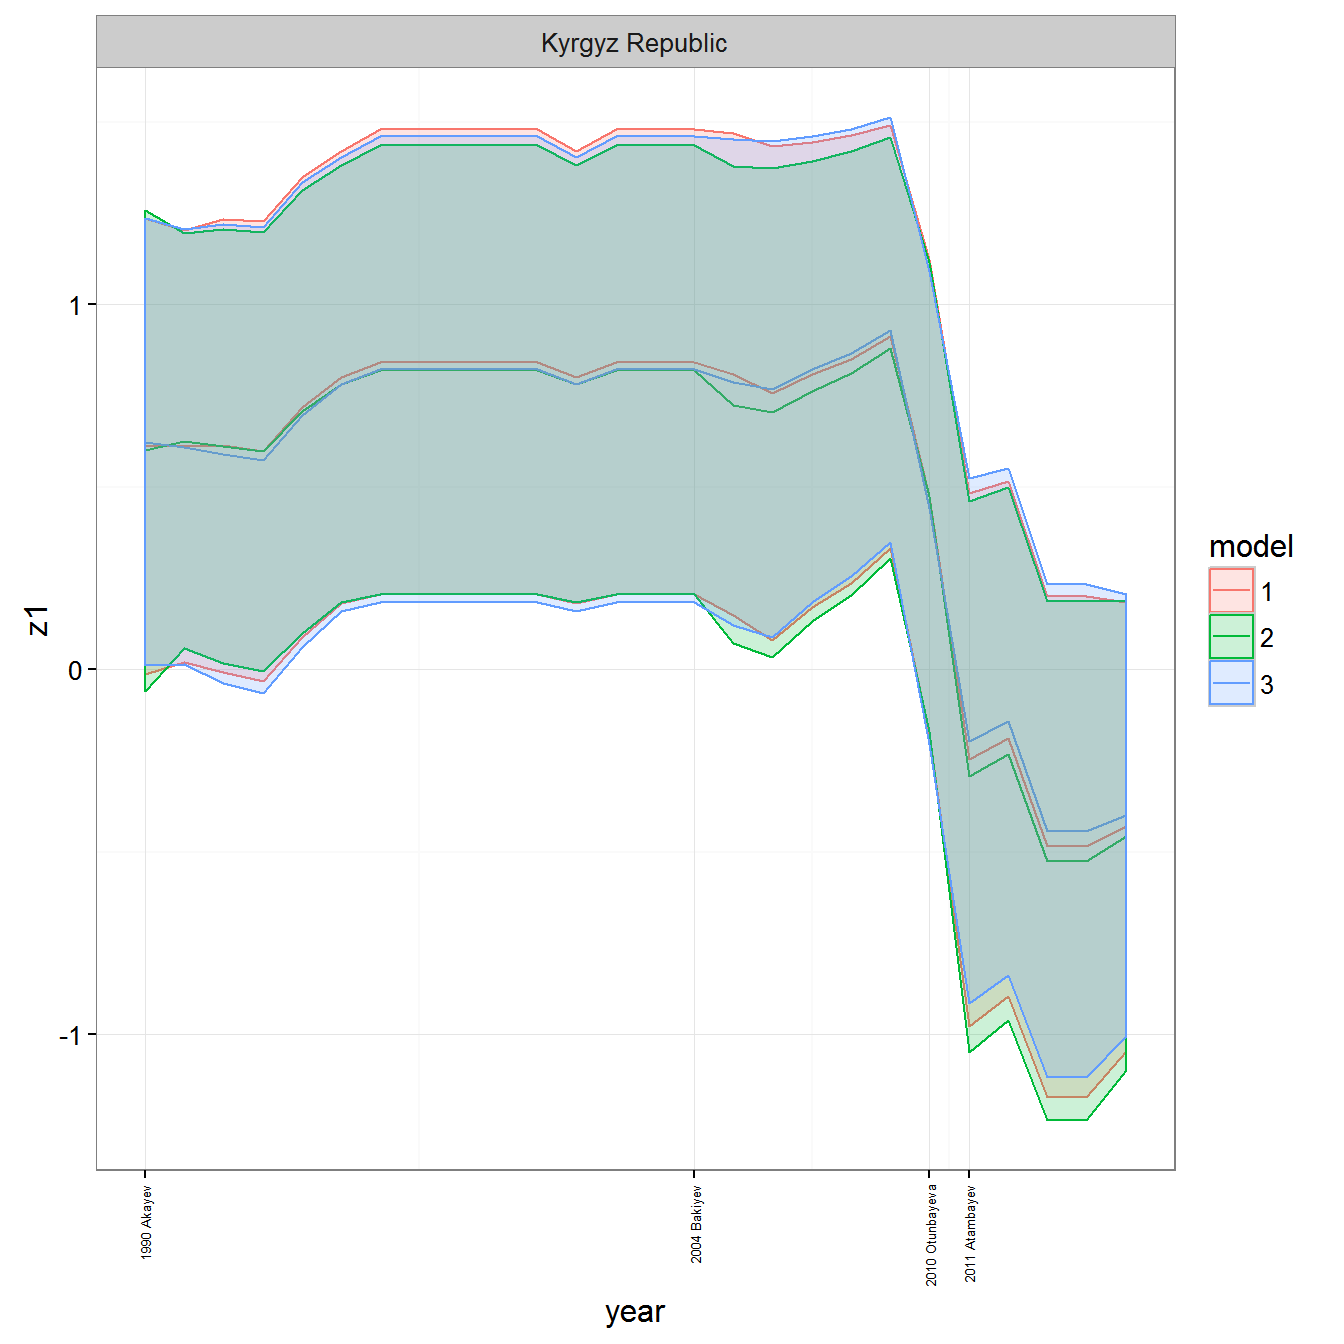 Kyrgyz Republic
1
0
-1
z1
1990 Akayev
2004 Bakiyev
2010 Otunbayeva
2011 Atambayev
year
model
1
2
3